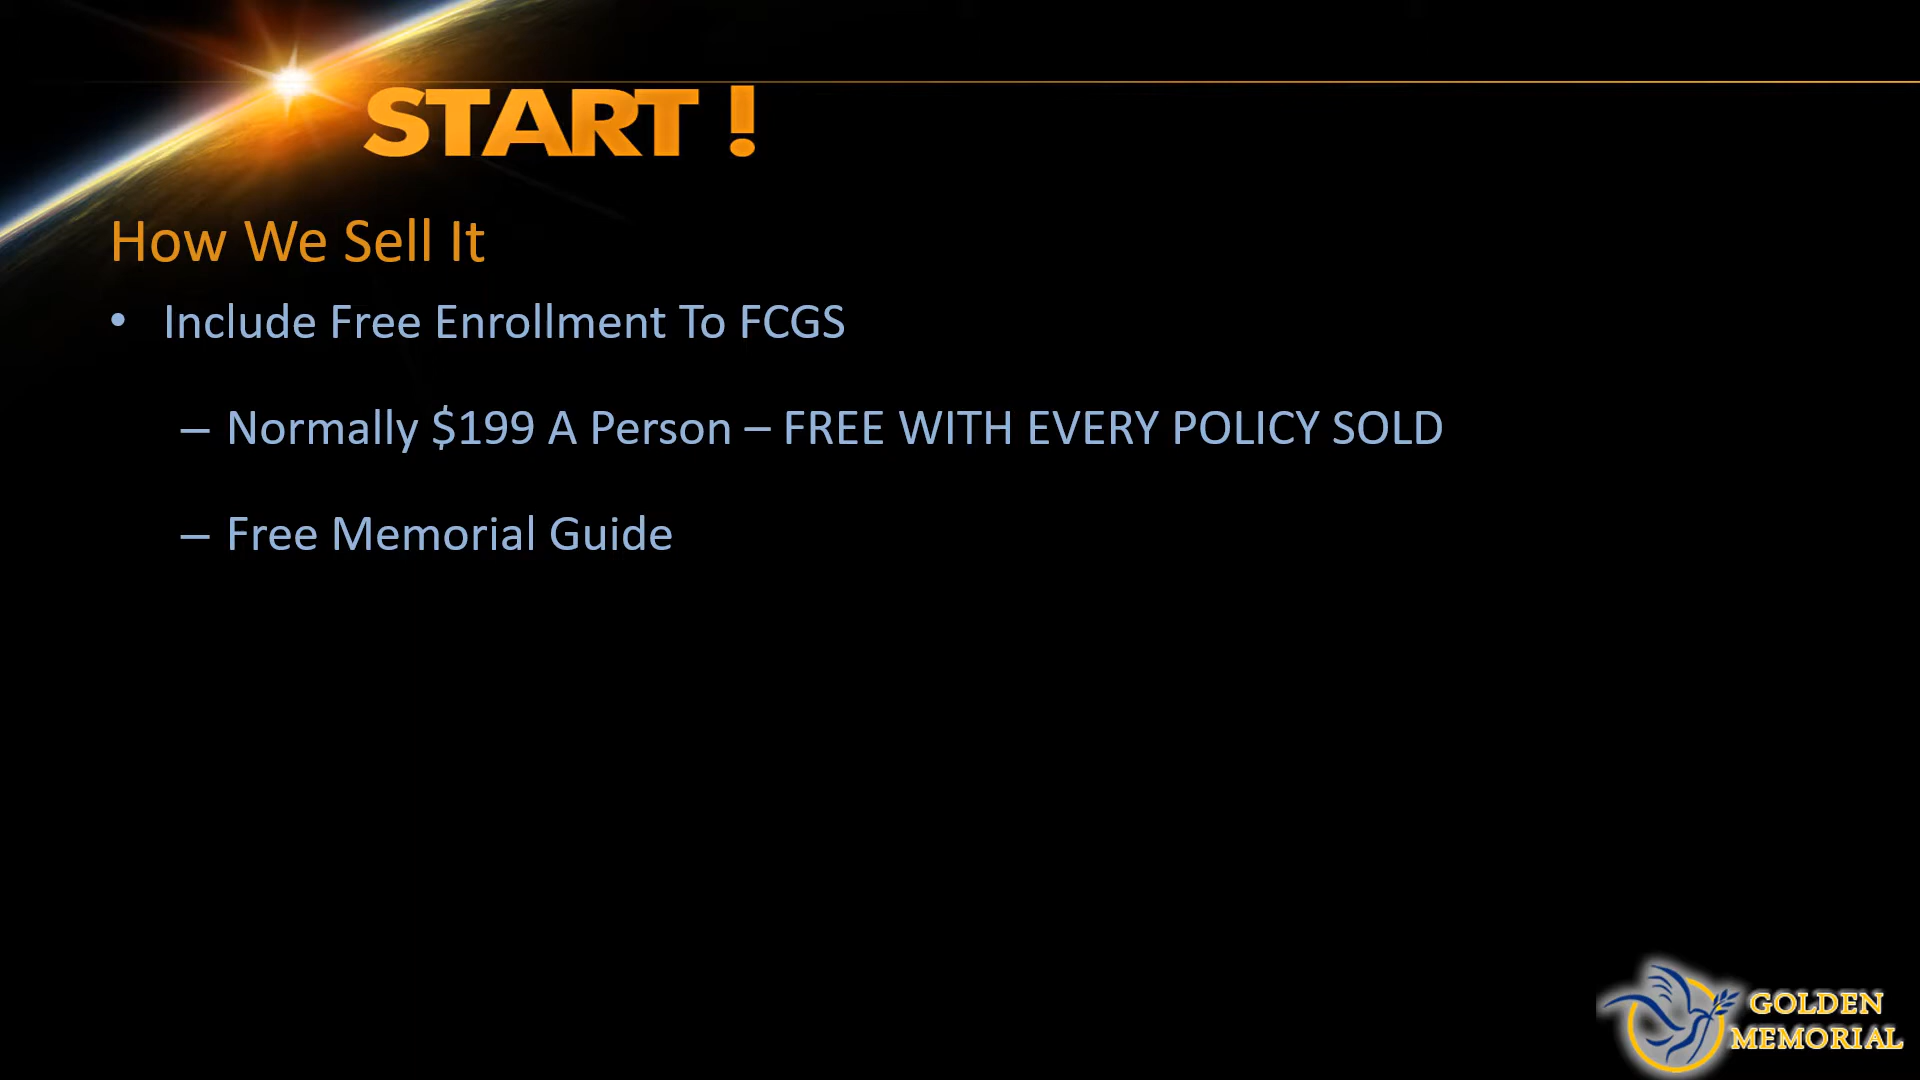 START !
How We Sell It
• Include Free Enrollment To FCGS
– Normally $199 A Person – FREE WITH EVERY POLICY SOLD
– Free Memorial Guide
GOLDEN
MEMORIAL